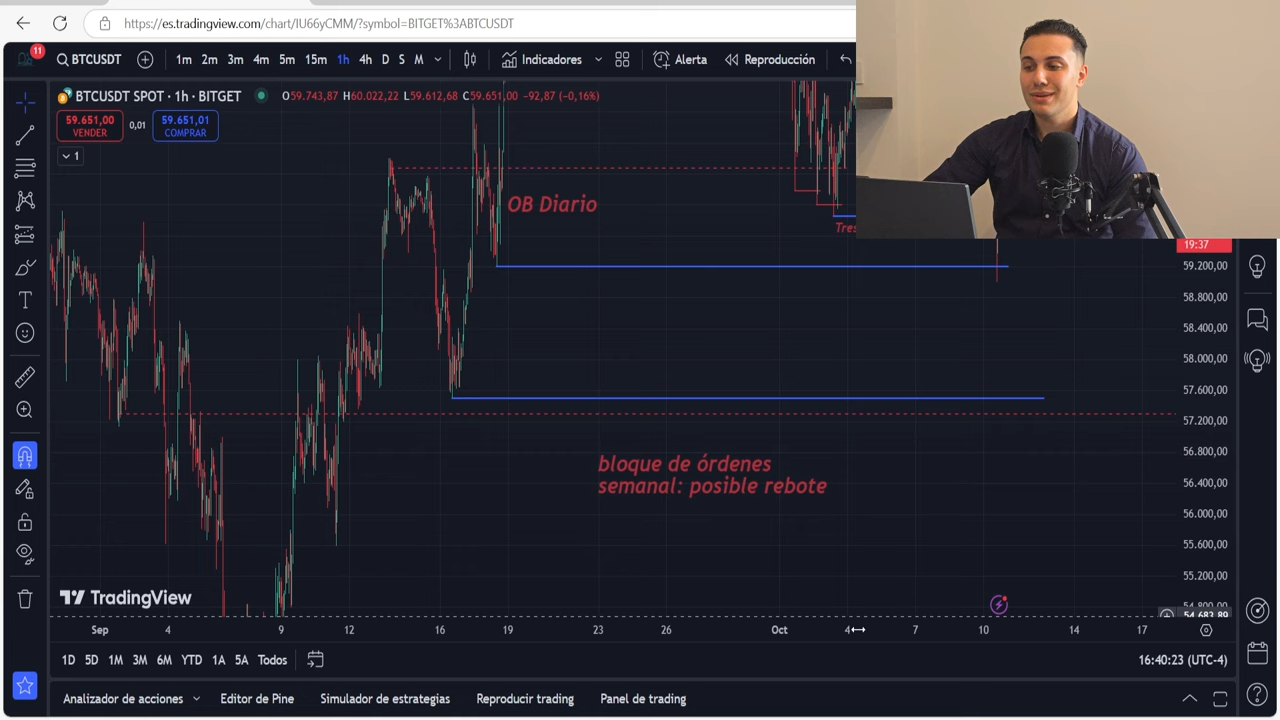 https://es.tradingview.com/chart/IU66yCMM/?symbol=BITGET%3ABTCUSDT
11
BTCUSDT
1m 2m 3m 4m 5m 15m 1h 4h D S M
Indicadores
Alerta
Reproducción
BTCUSDT SPOT · 1h · BITGET
O59.743,87 H60.022,22 L59.612,68 C59.651,00 −92,87 (−0,16%)
59.651,00
VENDER
0,01
59.651,01
COMPRAR
1
OB Diario
Tres
19:37
59.200,00
58.800,00
58.400,00
58.000,00
57.600,00
57.200,00
56.800,00
56.400,00
56.000,00
55.600,00
55.200,00
54.800,00
54.683,89
bloque de órdenes
semanal: posible rebote
TradingView
Sep 4 9 12 16 19 23 26 Oct 4 7 10 14 17
1D 5D 1M 3M 6M YTD 1A 5A Todos
16:40:23 (UTC-4)
Analizador de acciones
Editor de Pine
Simulador de estrategias
Reproducir trading
Panel de trading